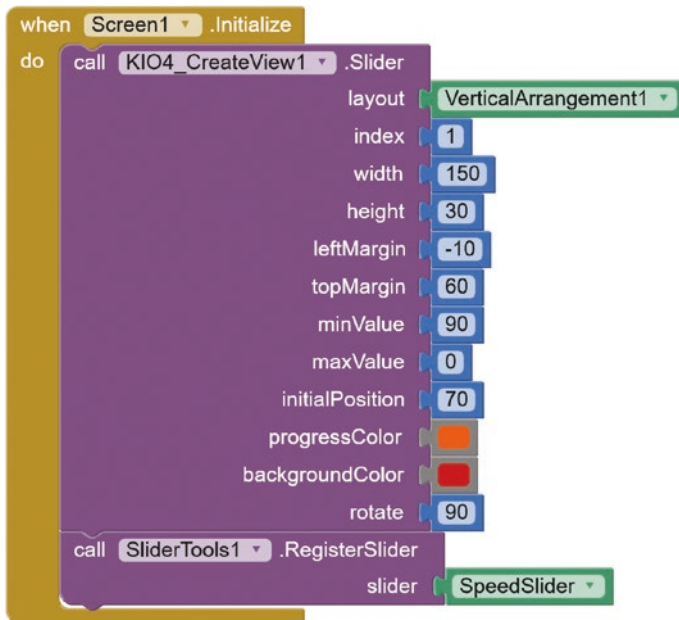 when Screen1 .Initialize
do call KIO4_CreateView1 .Slider
layout VerticalArrangement1
index 1
width 150
height 30
leftMargin -10
topMargin 60
minValue 90
maxValue 0
initialPosition 70
progressColor
backgroundColor
rotate 90
call SliderTools1 .RegisterSlider
slider SpeedSlider